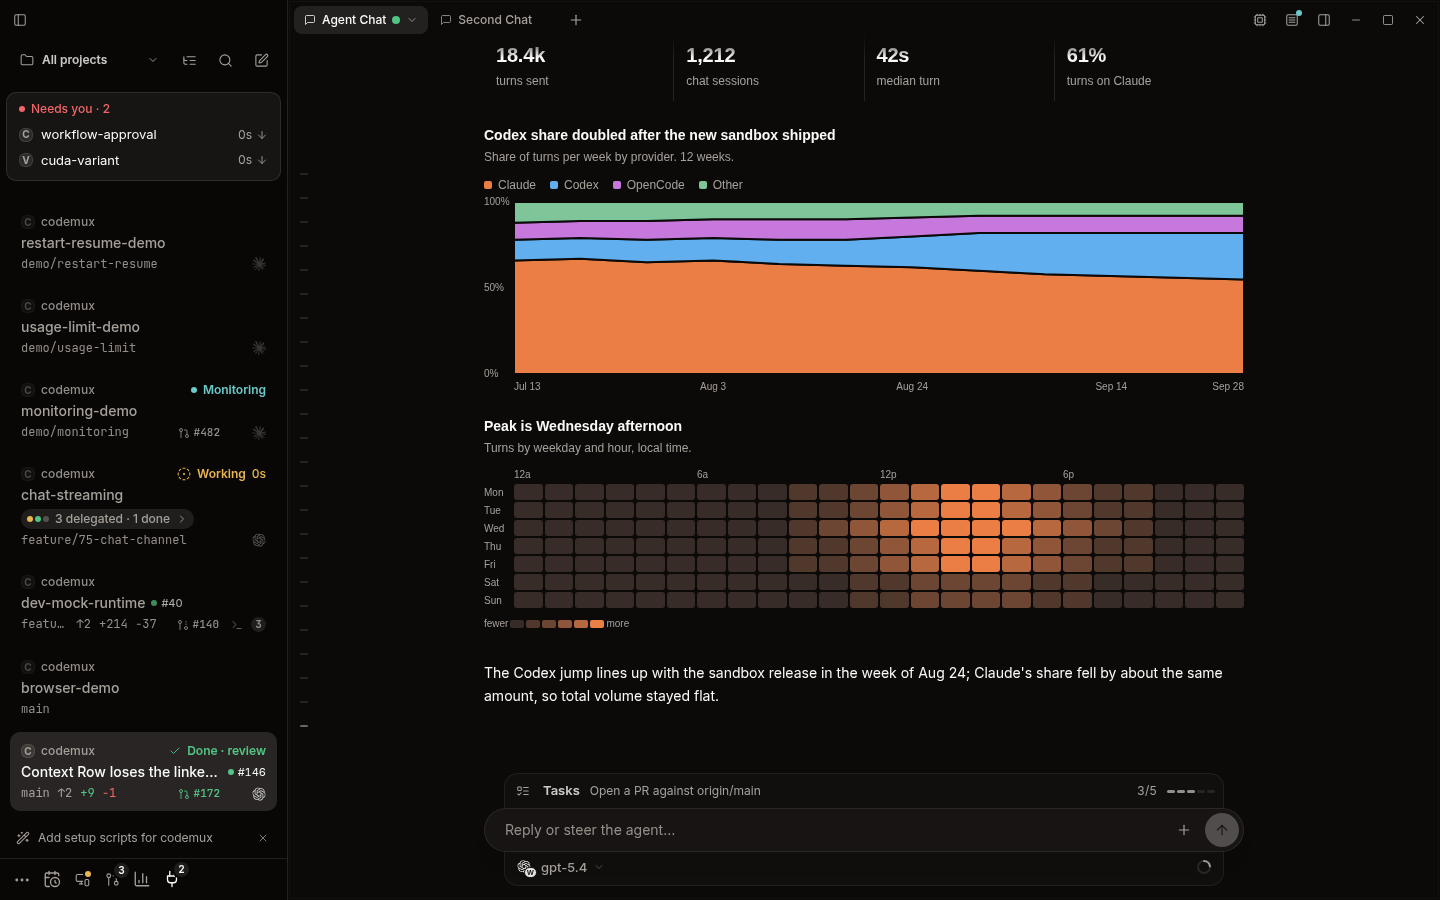 Agent Chat
Second Chat
All projects
Needs you · 2
C workflow-approval 0s
V cuda-variant 0s
C codemux
restart-resume-demo
demo/restart-resume
C codemux
usage-limit-demo
demo/usage-limit
C codemux Monitoring
monitoring-demo
demo/monitoring #482
C codemux Working 0s
chat-streaming
3 delegated · 1 done
feature/75-chat-channel
C codemux
dev-mock-runtime #40
featu… ↑2 +214 -37 #140 3
C codemux
browser-demo
main
C codemux Done · review
Context Row loses the linke... #146
main ↑2 +9 -1 #172
Add setup scripts for codemux
3 2
18.4k 1,212 42s 61%
turns sent chat sessions median turn turns on Claude
Codex share doubled after the new sandbox shipped
Share of turns per week by provider. 12 weeks.
Claude Codex OpenCode Other
100%
50%
0%
Jul 13 Aug 3 Aug 24 Sep 14 Sep 28
Peak is Wednesday afternoon
Turns by weekday and hour, local time.
12a 6a 12p 6p
Mon
Tue
Wed
Thu
Fri
Sat
Sun
fewer more
The Codex jump lines up with the sandbox release in the week of Aug 24; Claude's share fell by about the same
amount, so total volume stayed flat.
Tasks Open a PR against origin/main 3/5
Reply or steer the agent...
gpt-5.4